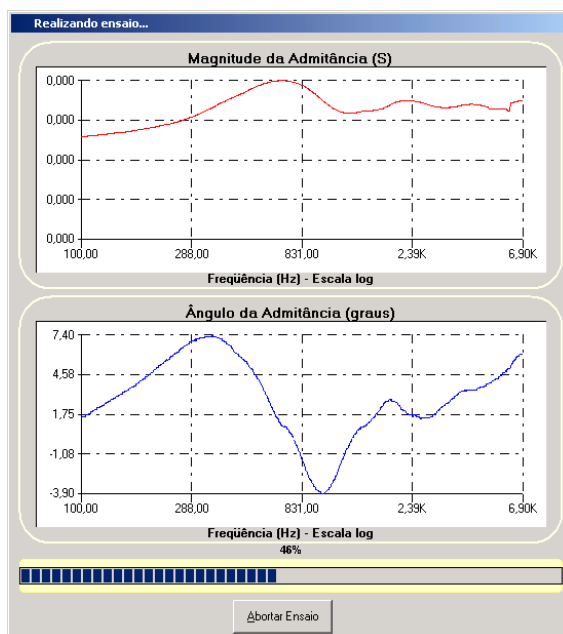 Realizando ensaio...
Magnitude da Admitância (S)
0,000
0,000
0,000
0,000
0,000
100,00 288,00 831,00 2,39K 6,90K
Freqüência (Hz) - Escala log
Ângulo da Admitância (graus)
7,40
4,58
1,75
-1,08
-3,90
100,00 288,00 831,00 2,39K 6,90K
Freqüência (Hz) - Escala log
46%
Abortar Ensaio